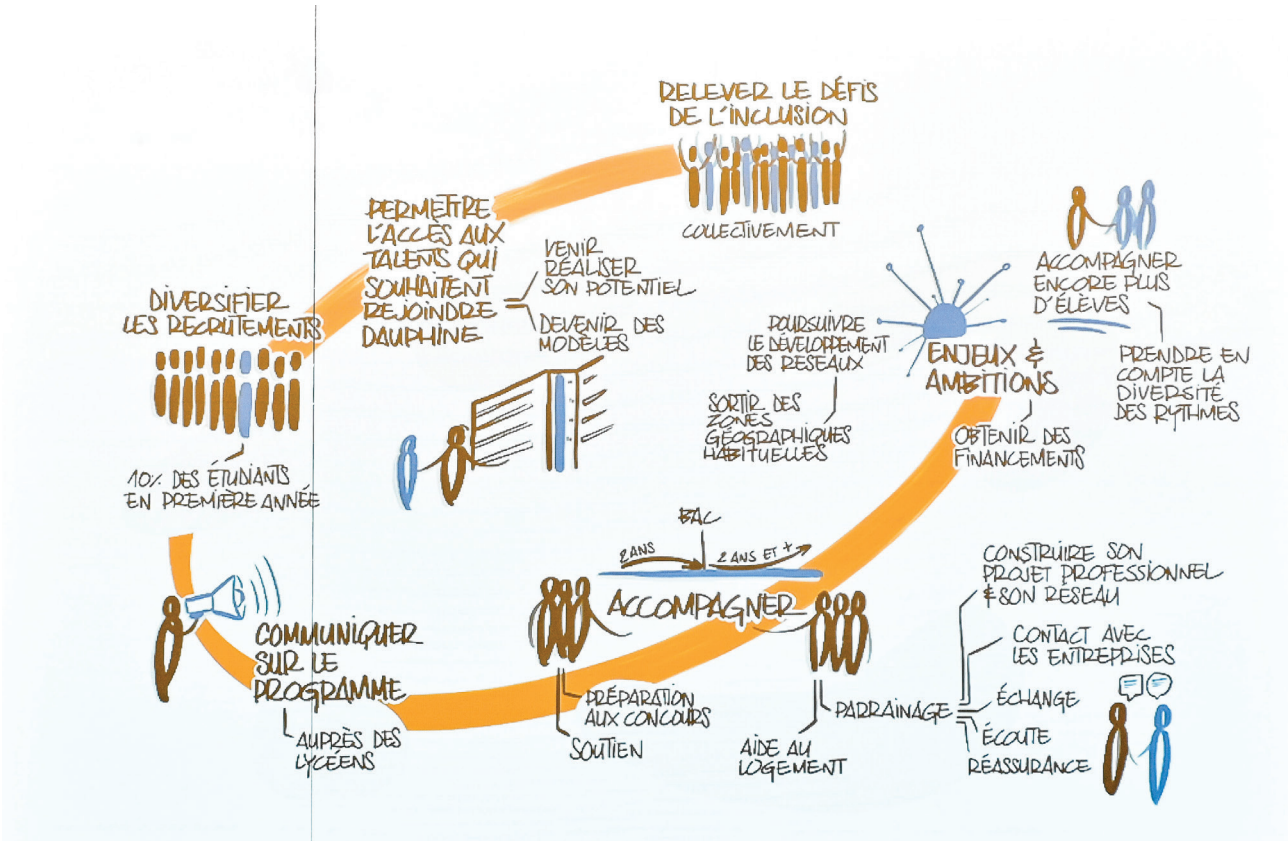 RELEVER LE DÉFIS
DE L'INCLUSION
COLLECTIVEMENT
PERMETTRE
L'ACCÈS AUX
TALENTS QUI
SOUHAITENT
REJOINDRE
DAUPHINE
VENIR
RÉALISER
SON POTENTIEL
DEVENIR DES
MODÈLES
DIVERSIFIER
LES RECRUTEMENTS
10% DES ÉTUDIANTS
EN PREMIÈRE ANNÉE
COMMUNIQUER
SUR LE
PROGRAMME
AUPRÈS DES
LYCÉENS
BAC
2 ANS
2 ANS ET +
ACCOMPAGNER
PRÉPARATION
AUX CONCOURS
SOUTIEN
AIDE AU
LOGEMENT
PARRAINAGE
CONSTRUIRE SON
PROJET PROFESSIONNEL
& SON RÉSEAU
CONTACT AVEC
LES ENTREPRISES
ÉCHANGE
ÉCOUTE
RÉASSURANCE
ENJEUX &
AMBITIONS
POURSUIVRE
LE DÉVELOPPEMENT
DES RESEAUX
SORTIR DES
ZONES
GÉOGRAPHIQUES
HABITUELLES
OBTENIR DES
FINANCEMENTS
ACCOMPAGNER
ENCORE PLUS
D'ÉLÈVES
PRENDRE EN
COMPTE LA
DIVERSITÉ
DES RYTHMES